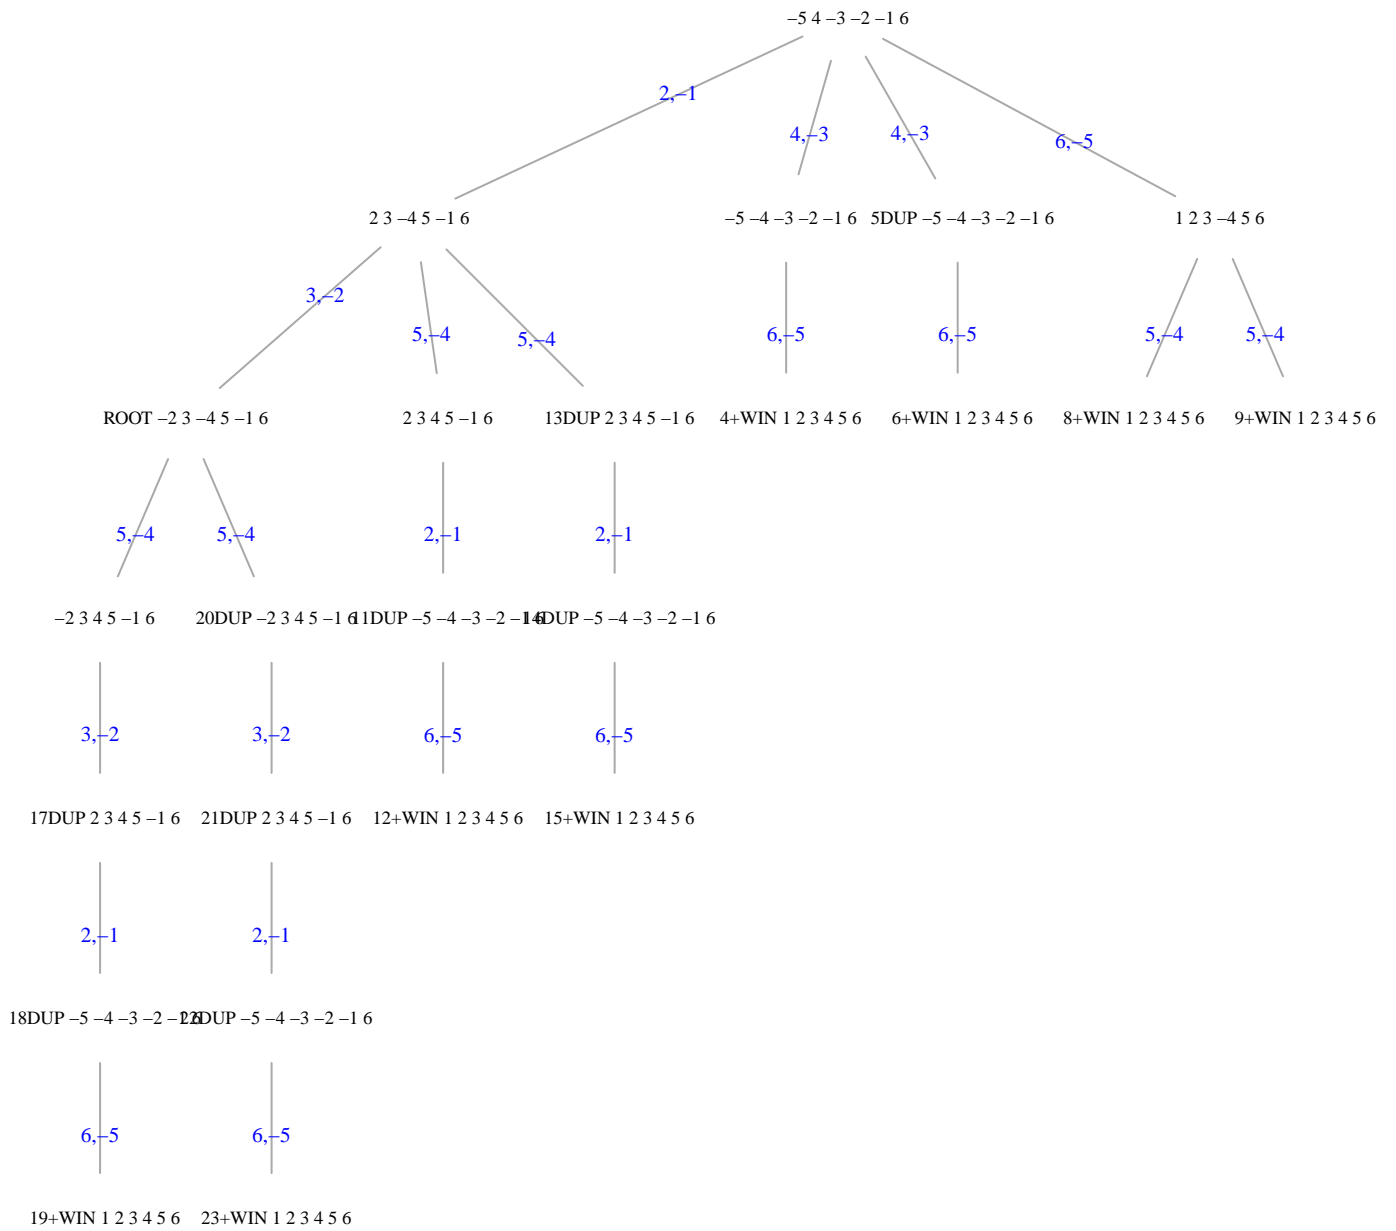 –5 4 –3 –2 –1 6
2,–1
4,–3
4,–3
6,–5
2 3 –4 5 –1 6
–5 –4 –3 –2 –1 6
5DUP –5 –4 –3 –2 –1 6
1 2 3 –4 5 6
3,–2
5,–4
5,–4
6,–5
6,–5
5,–4
5,–4
ROOT –2 3 –4 5 –1 6
2 3 4 5 –1 6
13DUP 2 3 4 5 –1 6
4+WIN 1 2 3 4 5 6
6+WIN 1 2 3 4 5 6
8+WIN 1 2 3 4 5 6
9+WIN 1 2 3 4 5 6
5,–4
5,–4
2,–1
2,–1
–2 3 4 5 –1 6
20DUP –2 3 4 5 –1 6
11DUP –5 –4 –3 –2 –1 6
14DUP –5 –4 –3 –2 –1 6
3,–2
3,–2
6,–5
6,–5
17DUP 2 3 4 5 –1 6
21DUP 2 3 4 5 –1 6
12+WIN 1 2 3 4 5 6
15+WIN 1 2 3 4 5 6
2,–1
2,–1
18DUP –5 –4 –3 –2 –1 6
22DUP –5 –4 –3 –2 –1 6
6,–5
6,–5
19+WIN 1 2 3 4 5 6
23+WIN 1 2 3 4 5 6